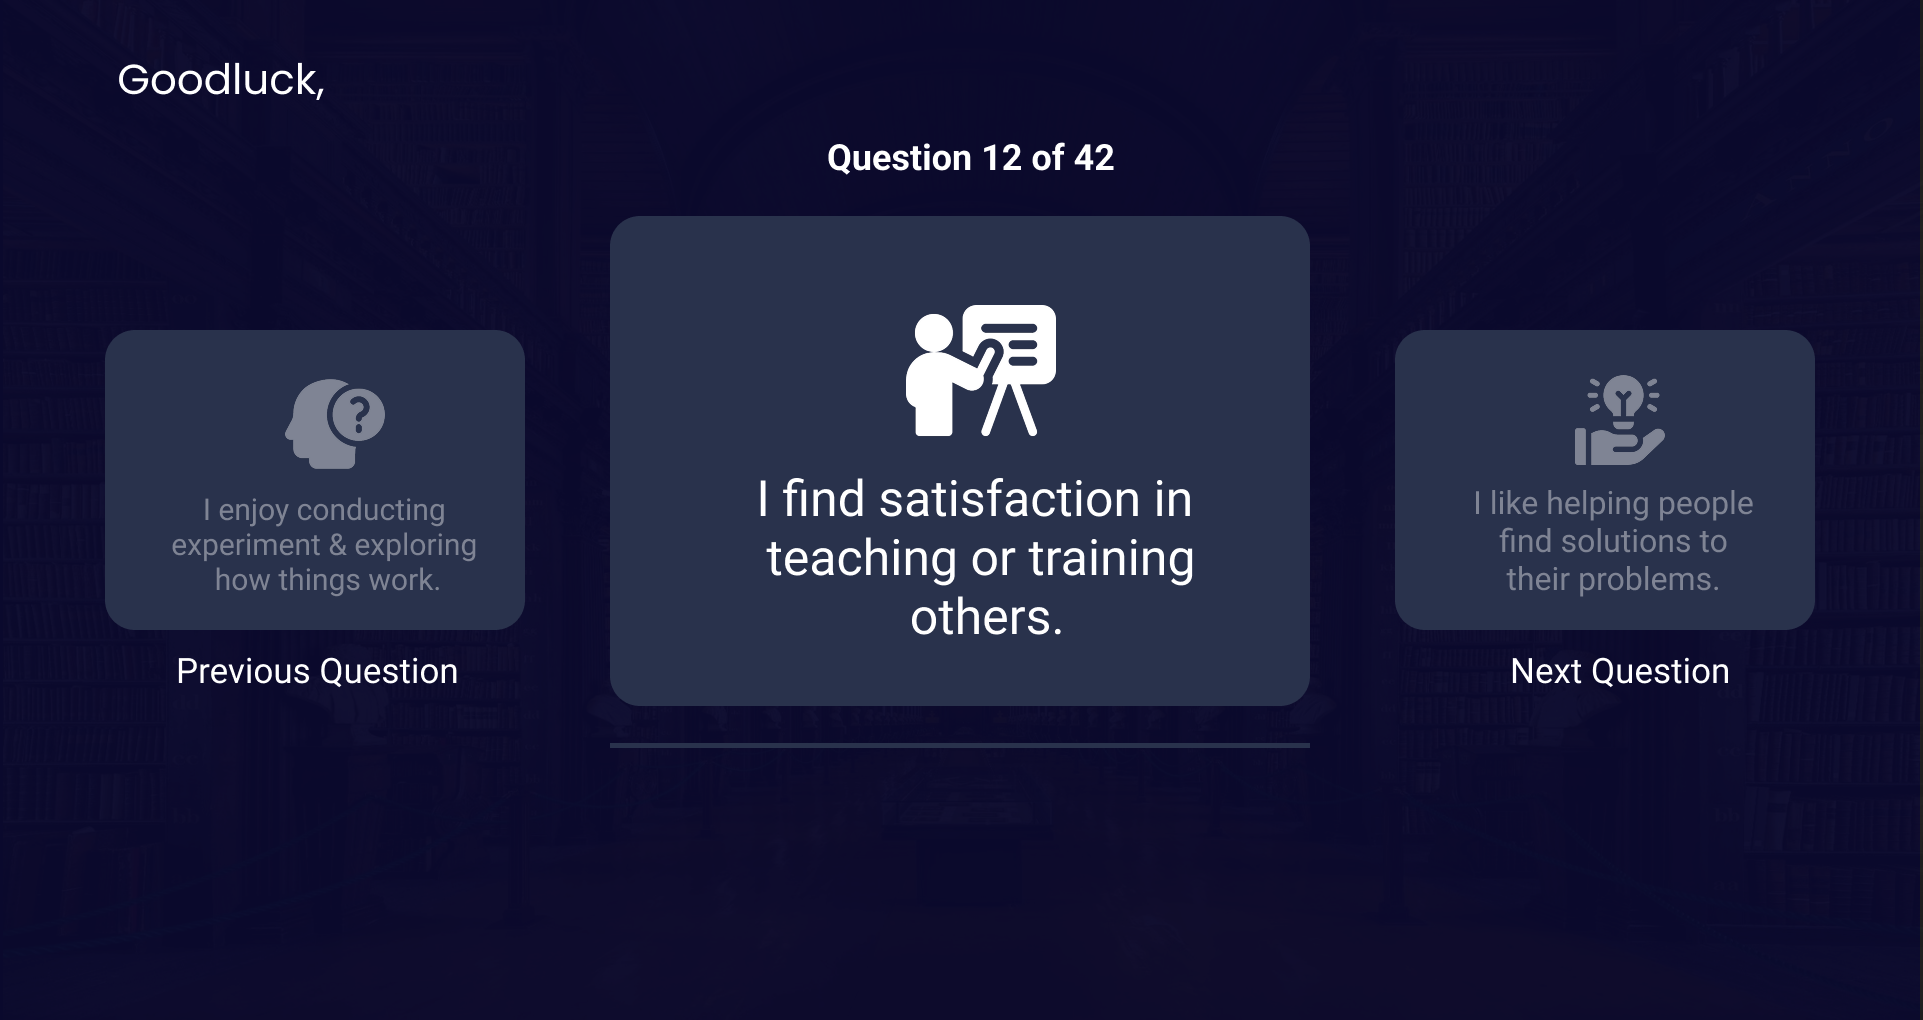 Goodluck,
Question 12 of 42
I enjoy conducting
experiment & exploring
how things work.
Previous Question
I find satisfaction in
teaching or training
others.
I like helping people
find solutions to
their problems.
Next Question